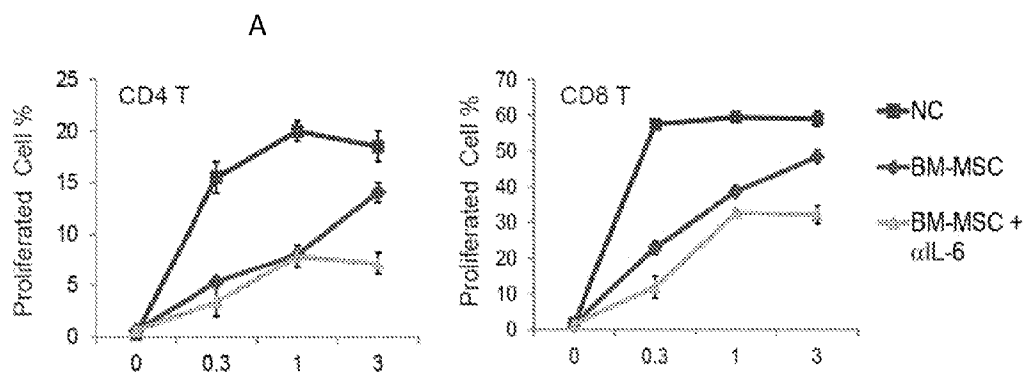 A
CD4 T
Proliferated Cell %
25
20
15
10
5
0
0 0.3 1 3
CD8 T
Proliferated Cell %
70
60
50
40
30
20
10
0
0 0.3 1 3
NC
BM-MSC
BM-MSC +
αIL-6